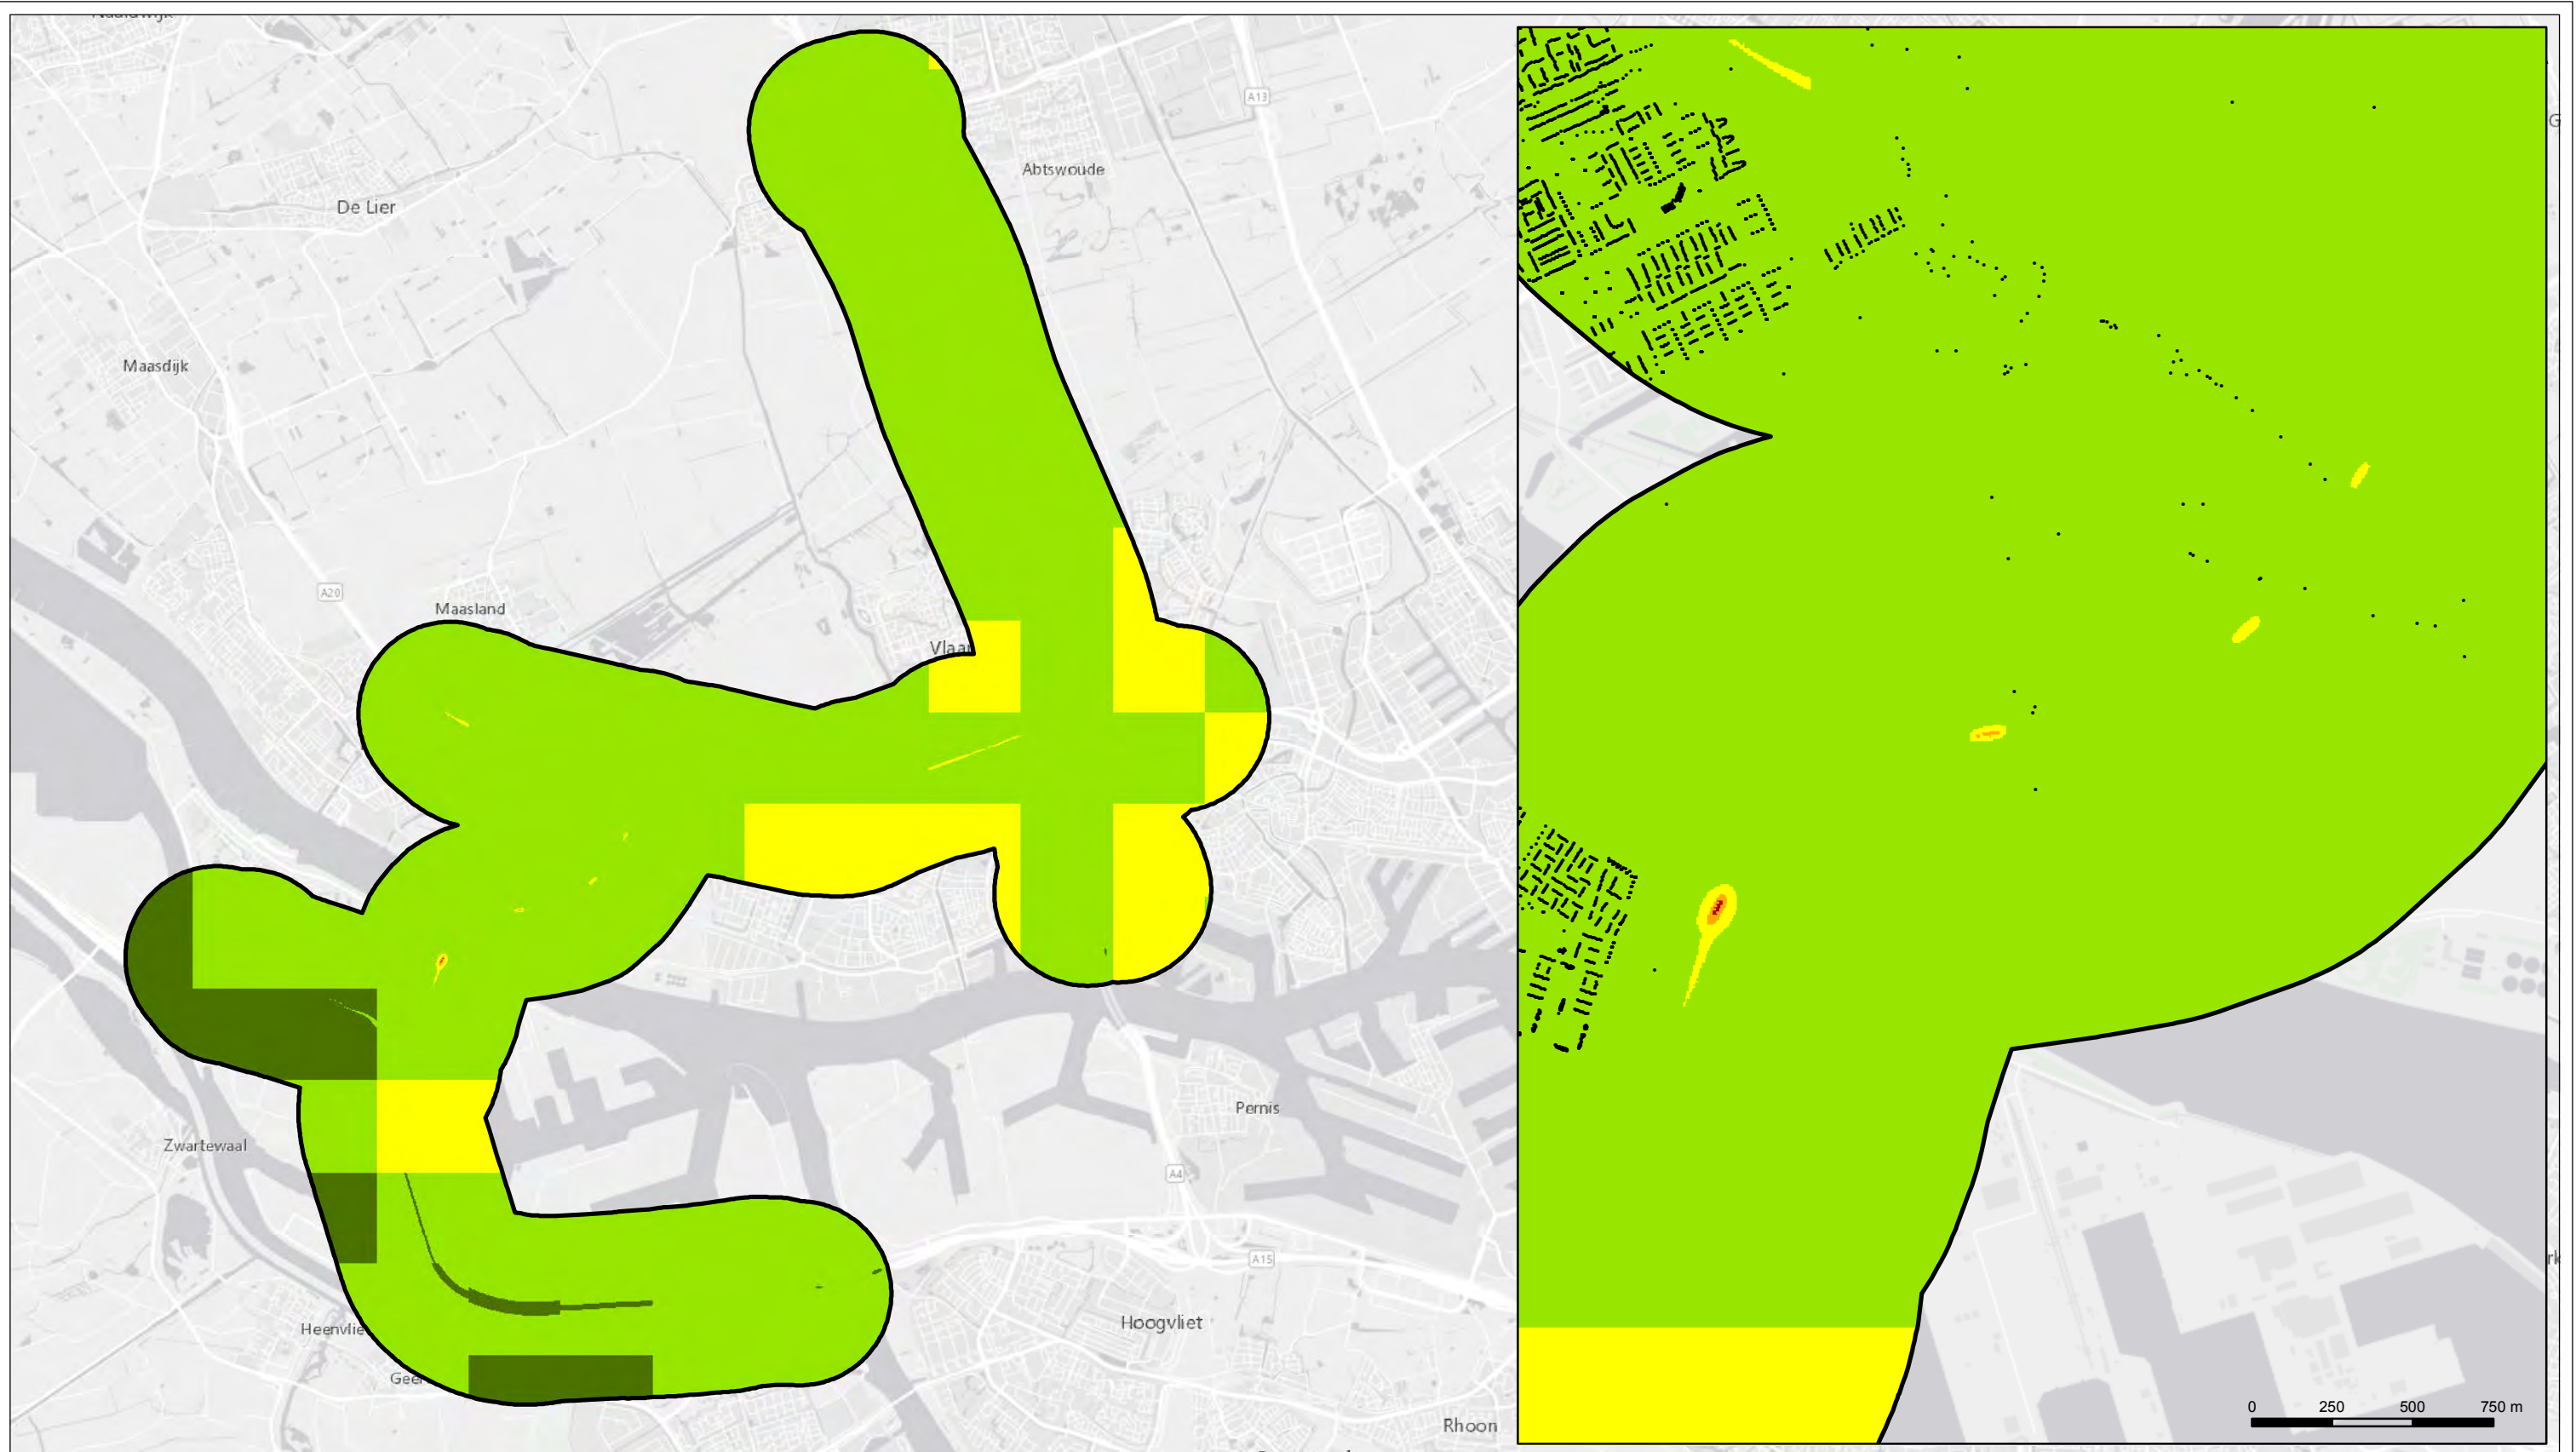 A13
Abtswoude
De Lier
Maasdijk
A20
Maasland
Vlaar
Pernis
Zwartewaal
A4
A15
Hoogvliet
Heenvlie
Geer
Rhoon
0 250 500 750 m